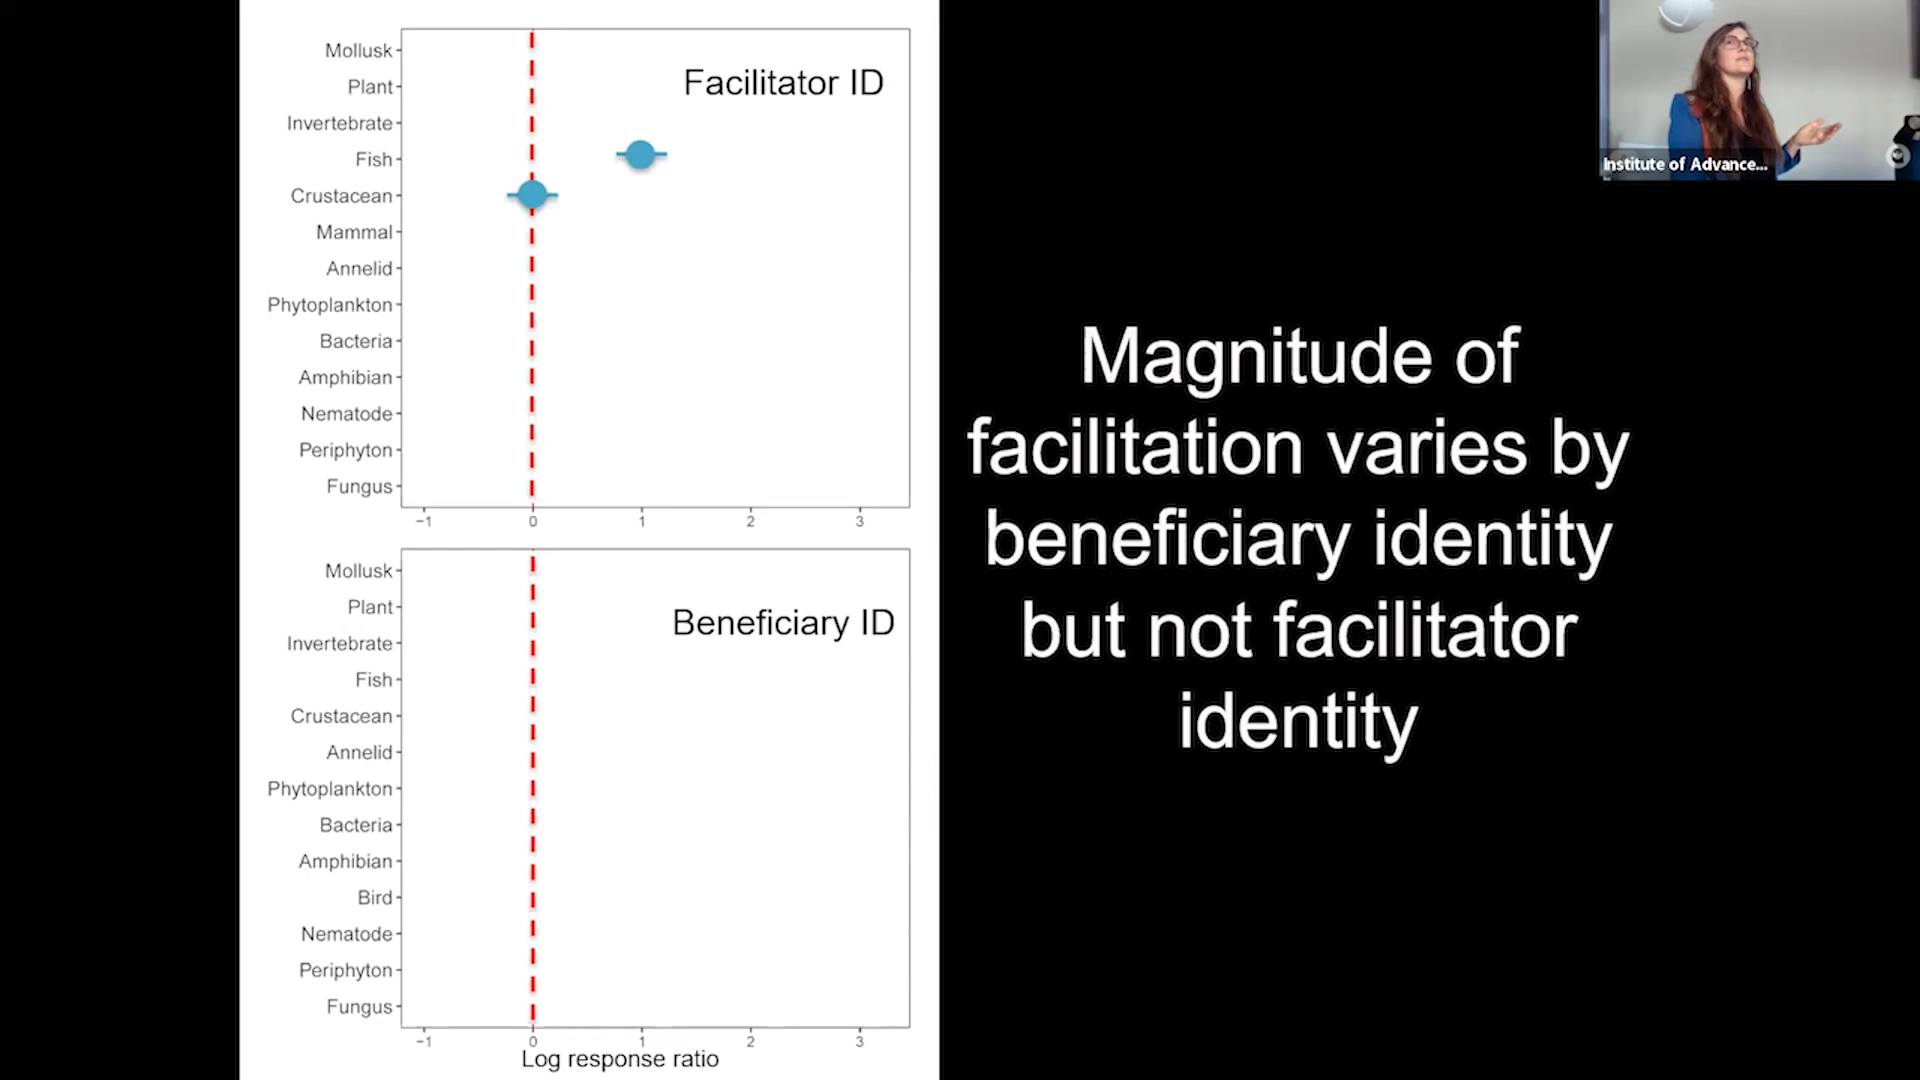 Facilitator ID
Mollusk
Plant
Invertebrate
Fish
Crustacean
Mammal
Annelid
Phytoplankton
Bacteria
Amphibian
Nematode
Periphyton
Fungus
−1 0 1 2 3
Beneficiary ID
Mollusk
Plant
Invertebrate
Fish
Crustacean
Annelid
Phytoplankton
Bacteria
Amphibian
Bird
Nematode
Periphyton
Fungus
−1 0 1 2 3
Log response ratio
Magnitude of
facilitation varies by
beneficiary identity
but not facilitator
identity
Institute of Advance...